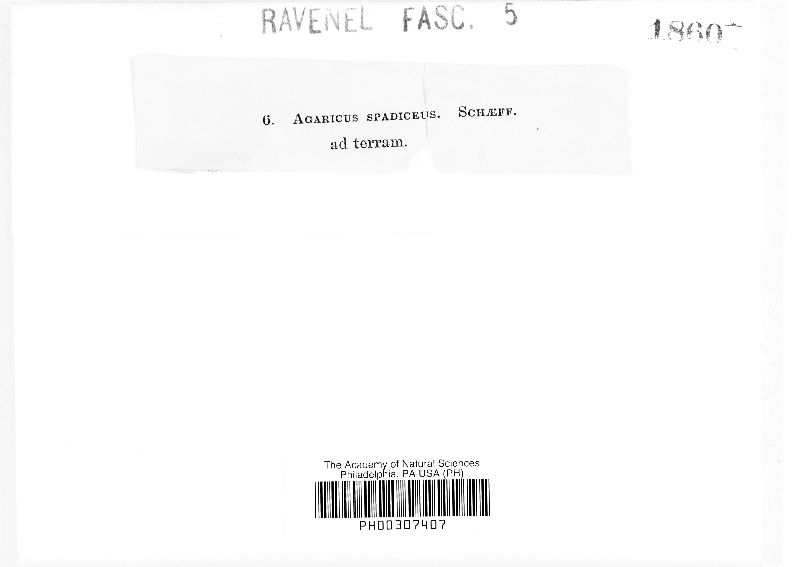 RAVENEL FASC. 5
1860
6. AGARICUS SPADICEUS. SCHÆFF.
ad terram.
The Academy of Natural Sciences
Philadelphia, PA USA (PH)
PH00307407